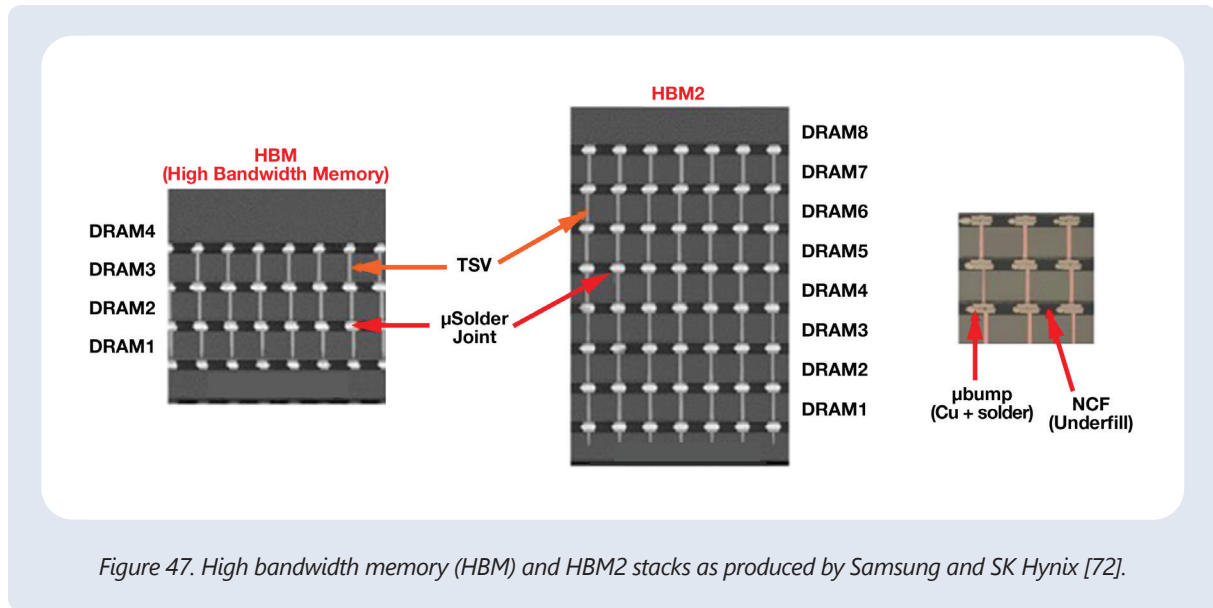 HBM
(High Bandwidth Memory)
DRAM4
DRAM3
DRAM2
DRAM1
TSV
µSolder
Joint
HBM2
DRAM8
DRAM7
DRAM6
DRAM5
DRAM4
DRAM3
DRAM2
DRAM1
µbump
(Cu + solder)
NCF
(Underfill)
Figure 47. High bandwidth memory (HBM) and HBM2 stacks as produced by Samsung and SK Hynix [72].